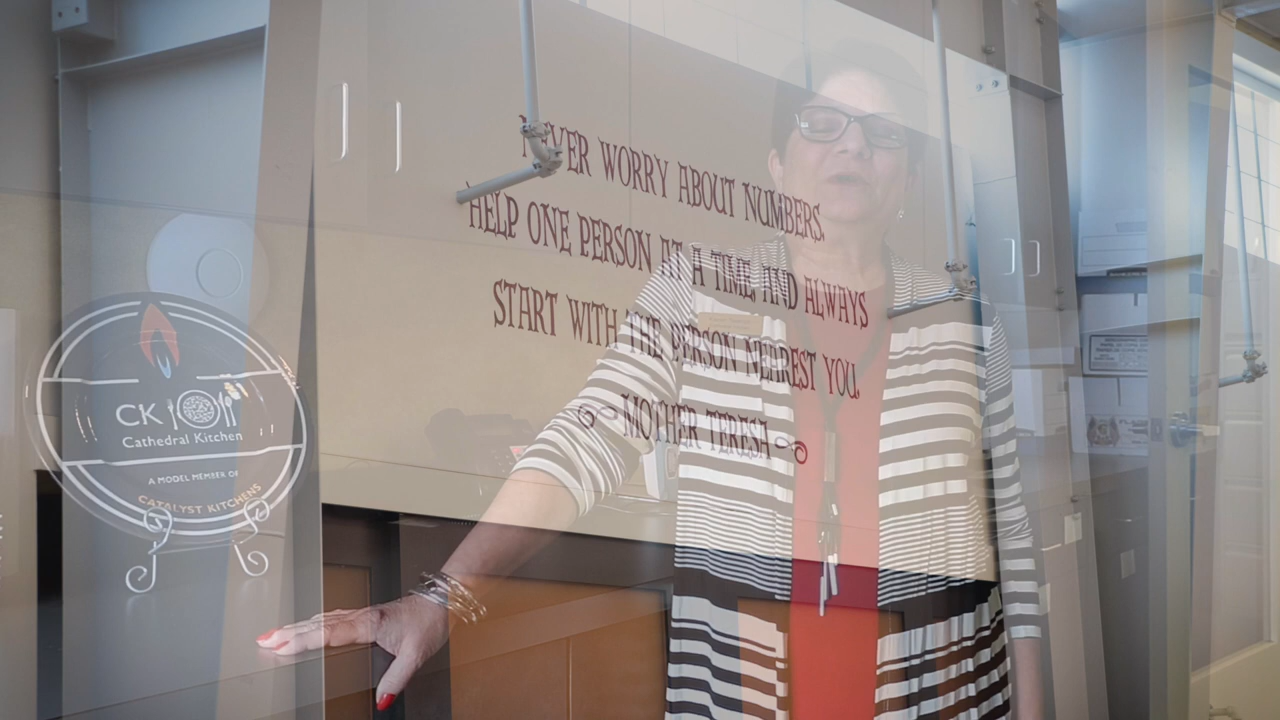 NEVER WORRY ABOUT NUMBERS.
HELP ONE PERSON AT A TIME, AND ALWAYS
START WITH THE PERSON NEAREST YOU.
MOTHER TERESA
CK
Cathedral Kitchen
A MODEL MEMBER OF
CATALYST KITCHENS